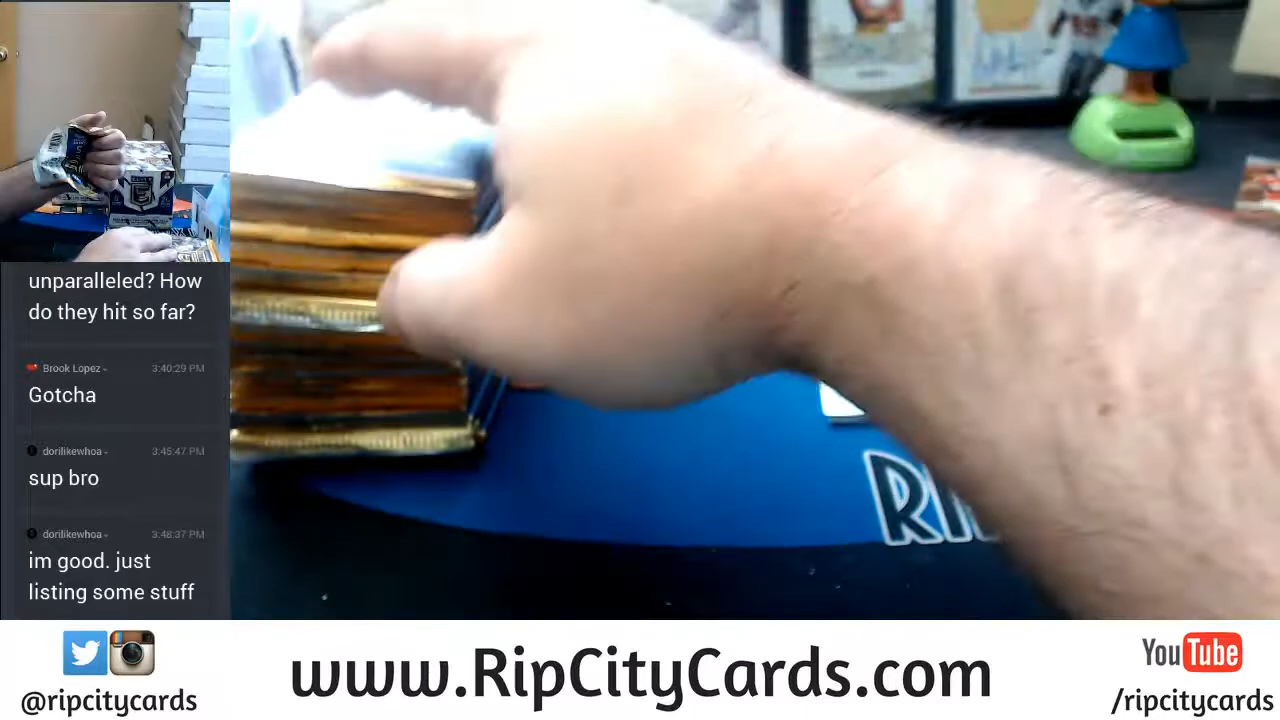 unparalleled? How
do they hit so far?
Brook Lopez 3:40:29 PM
Gotcha
dorilikewhoa 3:45:47 PM
sup bro
dorilikewhoa 3:48:37 PM
im good. just
listing some stuff
@ripcitycards
www.RipCityCards.com
YouTube
/ripcitycards